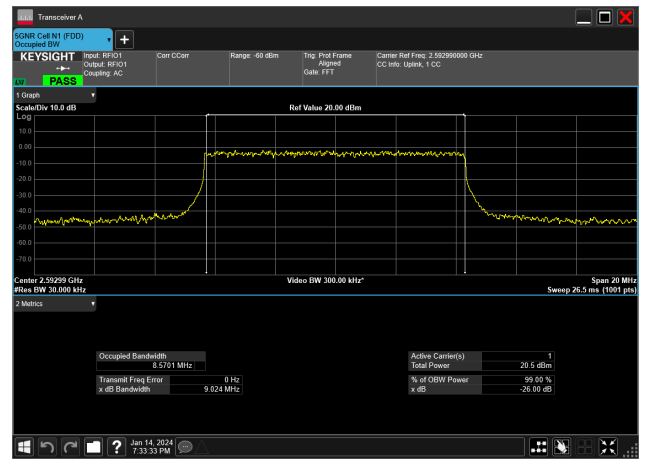 Transceiver A
5GNR Cell N1 (FDD)
Occupied BW
KEYSIGHT
LW
PASS
Input: RFIO1
Output: RFIO1
Coupling: AC
Corr CCorr
Range: -60 dBm
Trig: Prot Frame
Aligned
Gate: FFT
Carrier Ref Freq: 2.592990000 GHz
CC Info: Uplink, 1 CC
1 Graph
Scale/Div 10.0 dB
Ref Value 20.00 dBm
Log
10.0
0.00
-10.0
-20.0
-30.0
-40.0
-50.0
-60.0
-70.0
Center 2.59299 GHz
Video BW 300.00 kHz*
Span 20 MHz
#Res BW 30.000 kHz
Sweep 26.5 ms (1001 pts)
2 Metrics
Occupied Bandwidth
8.5701 MHz
Active Carrier(s) 1
Total Power 20.5 dBm
Transmit Freq Error 0 Hz
x dB Bandwidth 9.024 MHz
% of OBW Power 99.00 %
x dB -26.00 dB
?
Jan 14, 2024
7:33:33 PM